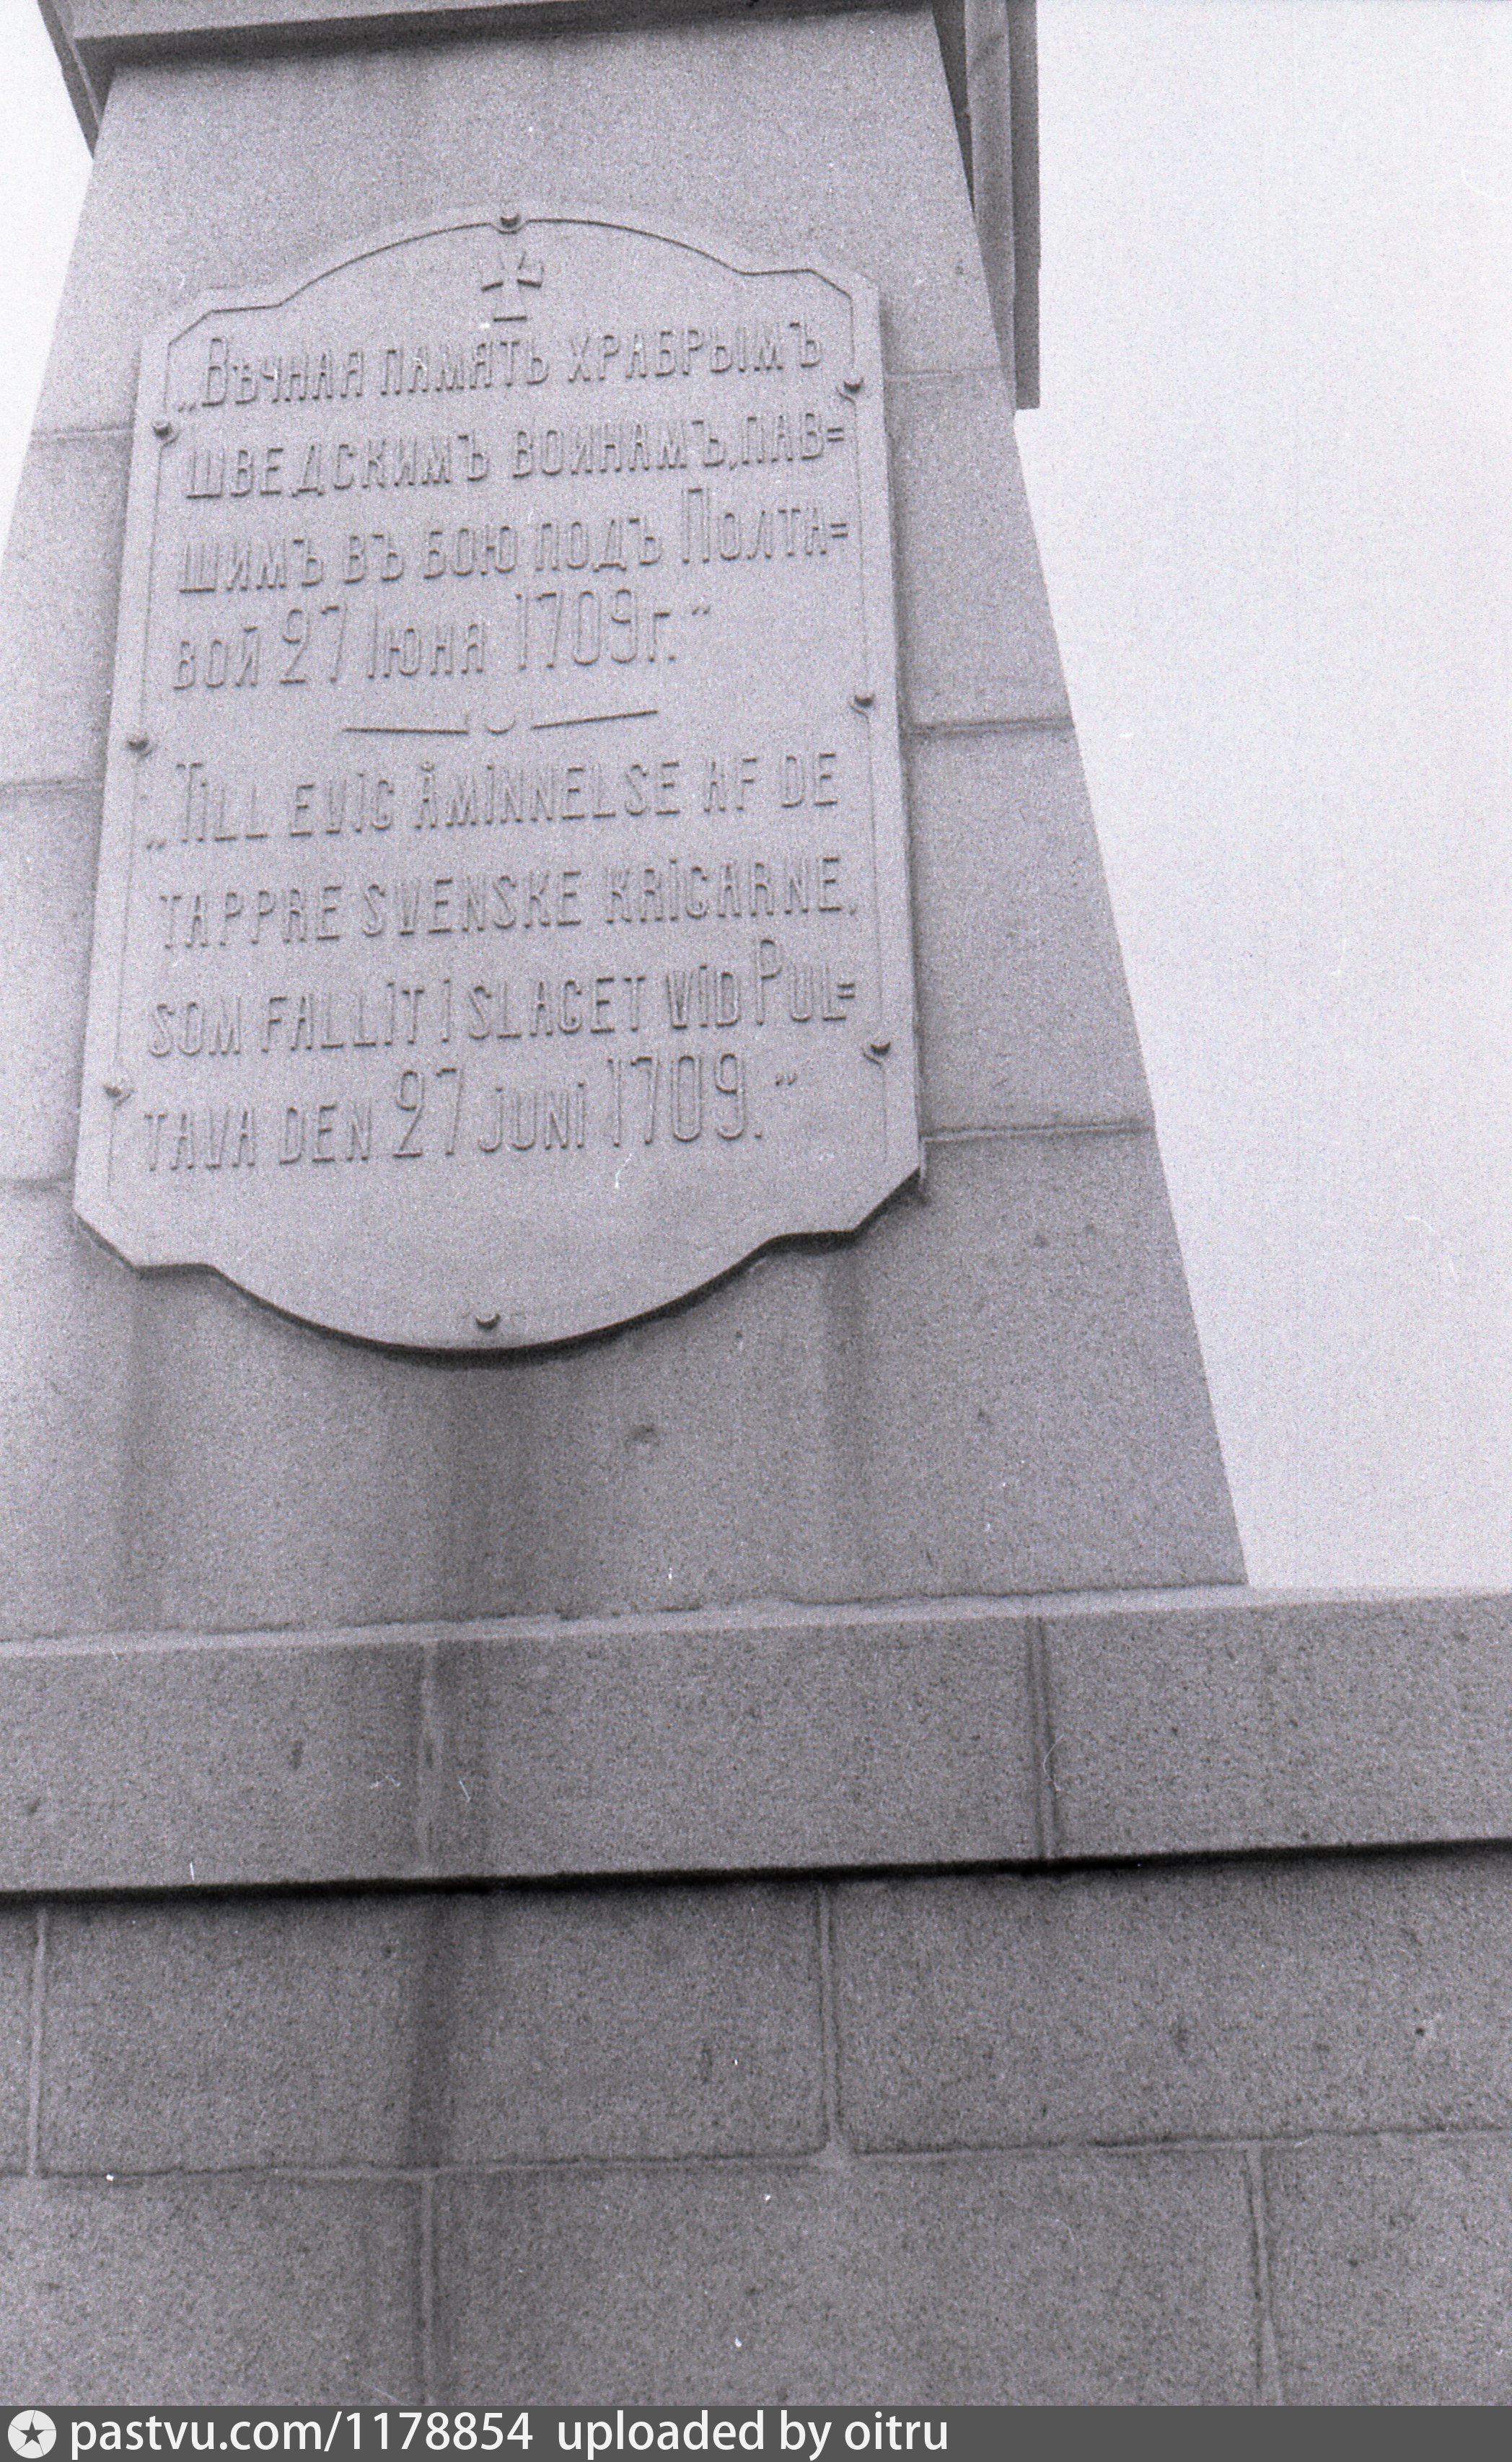 „Вѣчная память храбрымъ
шведскимъ воинамъ, пав=
шимъ въ бою подъ Полта=
вой 27 Iюня 1709 г.”
„Till evig åminnelse af de
tappre svenske krigarne,
som fallit i slaget vid Pul=
tava den 27 juni 1709.”
pastvu.com/1178854 uploaded by oitru